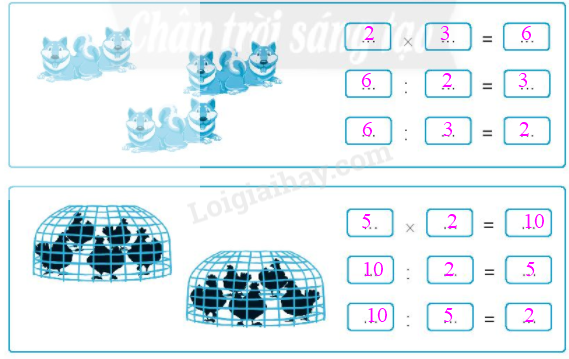 Chân trời sáng tạo
2 × 3 = 6
6 : 2 = 3
6 : 3 = 2
Loigiaihay.com
5 × 2 = 10
10 : 2 = 5
10 : 5 = 2